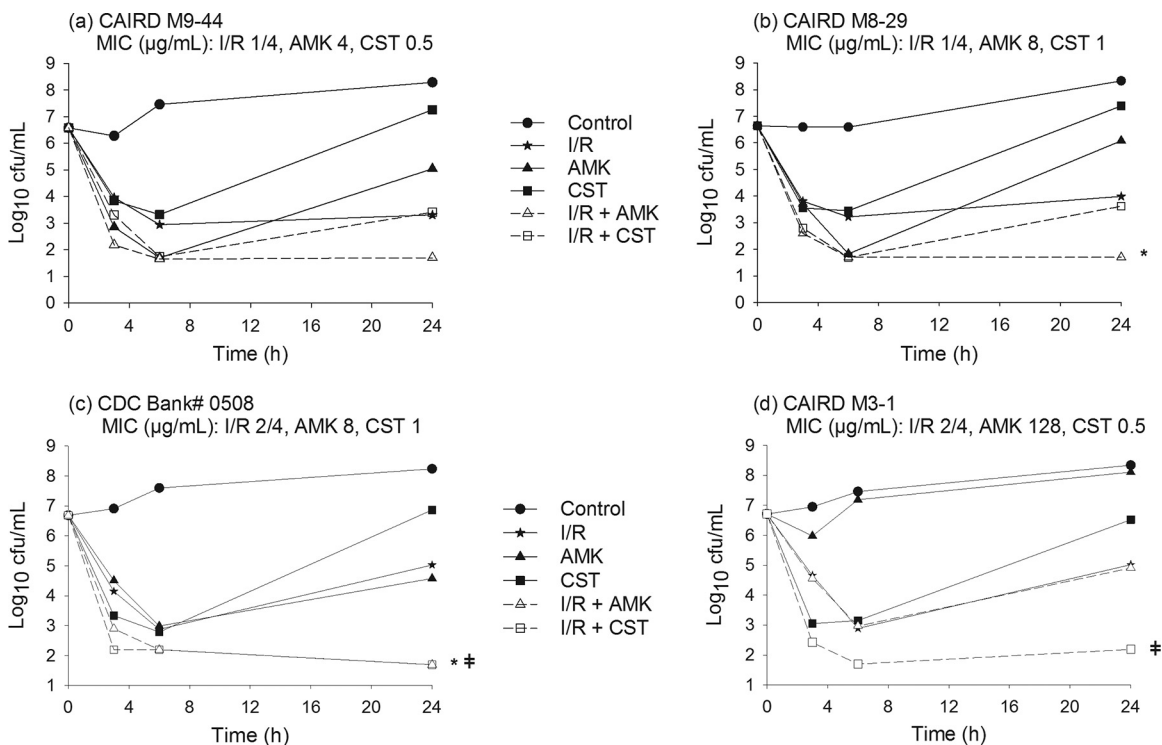 (a) CAIRD M9-44
MIC (µg/mL): I/R 1/4, AMK 4, CST 0.5
9
8
7
6
5
4
3
2
1
0
Log10 cfu/mL
0 4 8 12 16 20 24
Time (h)
Control
I/R
AMK
CST
I/R + AMK
I/R + CST
(b) CAIRD M8-29
MIC (µg/mL): I/R 1/4, AMK 8, CST 1
9
8
7
6
5
4
3
2
1
0
Log10 cfu/mL
*
0 4 8 12 16 20 24
Time (h)
(c) CDC Bank# 0508
MIC (µg/mL): I/R 2/4, AMK 8, CST 1
9
8
7
6
5
4
3
2
1
Log10 cfu/mL
* ǂ
0 4 8 12 16 20 24
Time (h)
Control
I/R
AMK
CST
I/R + AMK
I/R + CST
(d) CAIRD M3-1
MIC (µg/mL): I/R 2/4, AMK 128, CST 0.5
9
8
7
6
5
4
3
2
1
Log10 cfu/mL
ǂ
0 4 8 12 16 20 24
Time (h)